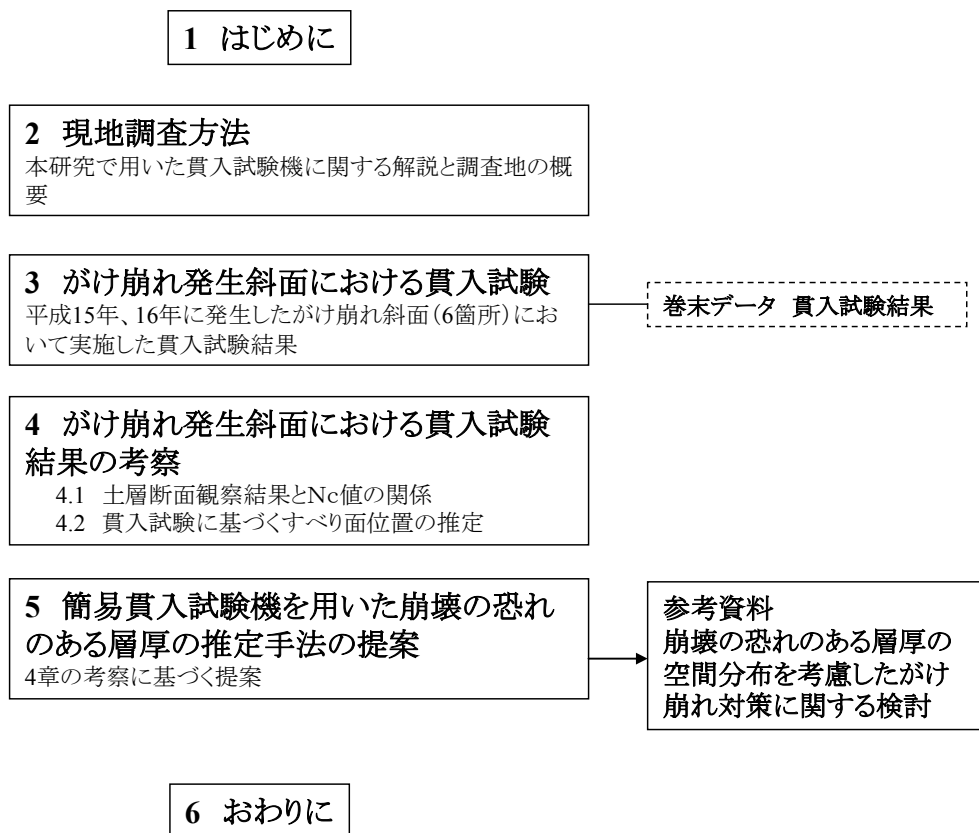 1 はじめに
2 現地調査方法
本研究で用いた貫入試験機に関する解説と調査地の概
要
3 がけ崩れ発生斜面における貫入試験
平成15年、16年に発生したがけ崩れ斜面(6箇所)にお
いて実施した貫入試験結果
巻末データ 貫入試験結果
4 がけ崩れ発生斜面における貫入試験
結果の考察
4.1 土層断面観察結果とNc値の関係
4.2 貫入試験に基づくすべり面位置の推定
5 簡易貫入試験機を用いた崩壊の恐れ
のある層厚の推定手法の提案
4章の考察に基づく提案
参考資料
崩壊の恐れのある層厚の
空間分布を考慮したがけ
崩れ対策に関する検討
6 おわりに